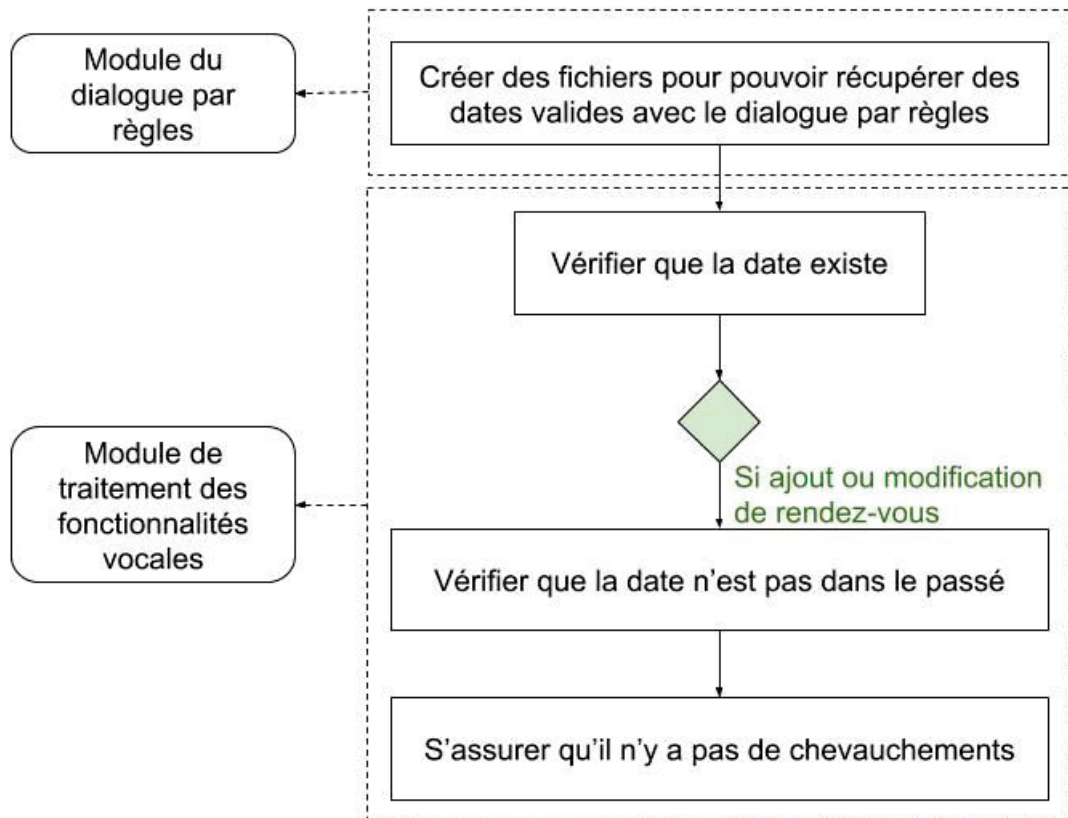 Module du
dialogue par
règles
Créer des fichiers pour pouvoir récupérer des
dates valides avec le dialogue par règles
Vérifier que la date existe
Si ajout ou modification
de rendez-vous
Module de
traitement des
fonctionnalités
vocales
Vérifier que la date n'est pas dans le passé
S'assurer qu'il n'y a pas de chevauchements